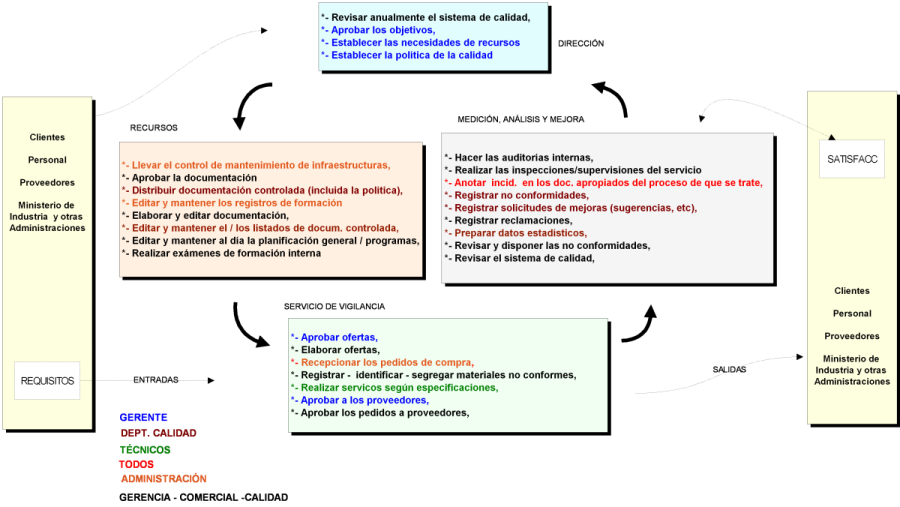 *- Revisar anualmente el sistema de calidad,
*- Aprobar los objetivos,
*- Establecer las necesidades de recursos
*- Establecer la política de la calidad
DIRECCIÓN
RECURSOS
*- Llevar el control de mantenimiento de infraestructuras,
*- Aprobar la documentación
*- Distribuir documentación controlada (incluida la política),
*- Editar y mantener los registros de formación
*- Elaborar y editar documentación,
*- Editar y mantener el / los listados de docum. controlada,
*- Editar y mantener al día la planificación general / programas,
*- Realizar exámenes de formación interna
MEDICIÓN, ANÁLISIS Y MEJORA
*- Hacer las auditorias internas,
*- Realizar las inspecciones/supervisiones del servicio
*- Anotar  incid.  en los doc. apropiados del proceso de que se trate,
*- Registrar no conformidades,
*- Registrar solicitudes de mejoras (sugerencias, etc),
*- Registrar reclamaciones,
*- Preparar datos estadísticos,
*- Revisar y disponer las no conformidades,
*- Revisar el sistema de calidad,
Clientes
Personal
Proveedores
Ministerio de
Industria  y otras
Administraciones
REQUISITOS
ENTRADAS
SERVICIO DE VIGILANCIA
*- Aprobar ofertas,
*- Elaborar ofertas,
*- Recepcionar los pedidos de compra,
*- Registrar -  identificar - segregar materiales no conformes,
*- Realizar servicos según especificaciones,
*- Aprobar a los proveedores,
*- Aprobar los pedidos a proveedores,
SATISFACC
Clientes
Personal
Proveedores
Ministerio de
Industria y otras
Administraciones
SALIDAS
GERENTE
DEPT. CALIDAD
TÉCNICOS
TODOS
ADMINISTRACIÓN
GERENCIA - COMERCIAL -CALIDAD